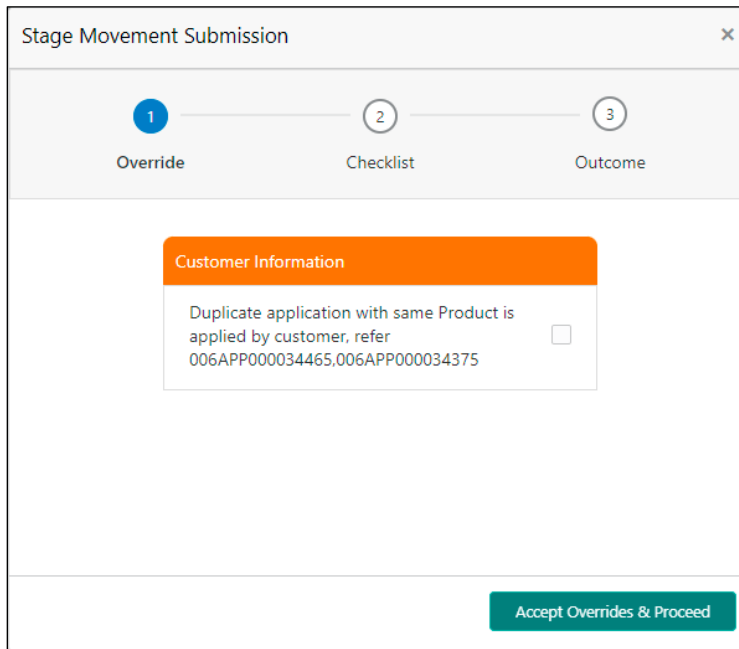 Stage Movement Submission ×
1 2 3
Override Checklist Outcome
Customer Information
Duplicate application with same Product is
applied by customer, refer
006APP000034465,006APP000034375
Accept Overrides & Proceed